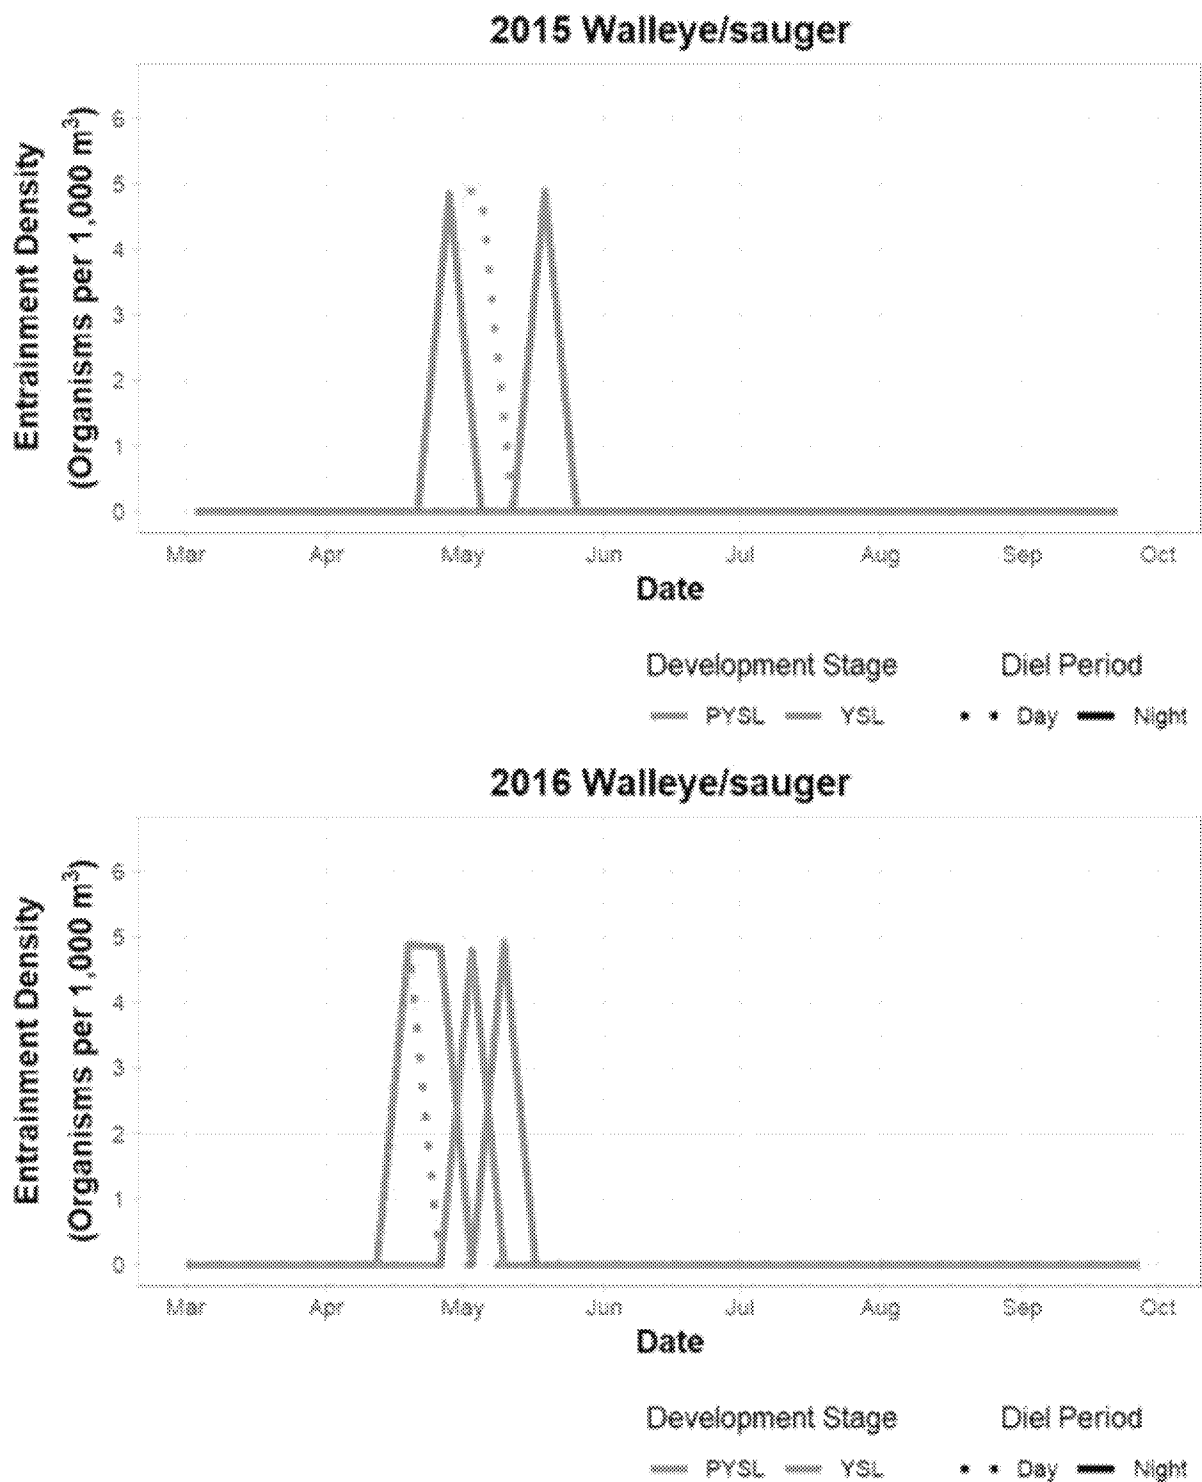 2015 Walleye/sauger
Entrainment Density
(Organisms per 1,000 m³)
6
5
4
3
2
1
0
Mar Apr May Jun Jul Aug Sep Oct
Date
Development Stage Diel Period
PYSL YSL Day Night
2016 Walleye/sauger
Entrainment Density
(Organisms per 1,000 m³)
6
5
4
3
2
1
0
Mar Apr May Jun Jul Aug Sep Oct
Date
Development Stage Diel Period
PYSL YSL Day Night